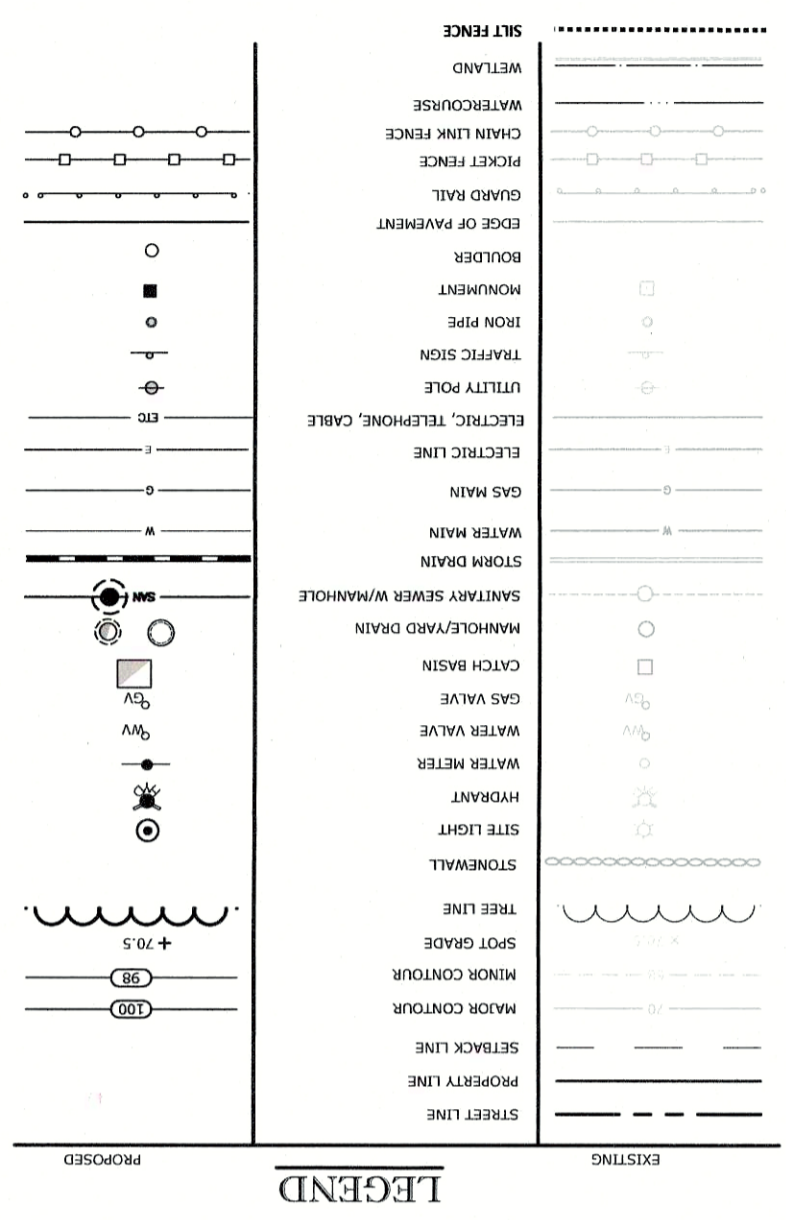 LEGEND
EXISTING PROPOSED
STREET LINE
PROPERTY LINE
SETBACK LINE
70 MAJOR CONTOUR 100
MINOR CONTOUR 98
SPOT GRADE + 70.5
TREE LINE
STONEWALL
SITE LIGHT
HYDRANT
WATER METER
WV WATER VALVE WV
GV GAS VALVE GV
CATCH BASIN
MANHOLE/YARD DRAIN
SANITARY SEWER W/MANHOLE SAN
STORM DRAIN
W WATER MAIN W
G GAS MAIN G
E ELECTRIC LINE E
ELECTRIC, TELEPHONE, CABLE ETC
UTILITY POLE
TRAFFIC SIGN
IRON PIPE
MONUMENT
BOULDER
EDGE OF PAVEMENT
GUARD RAIL
PICKET FENCE
CHAIN LINK FENCE
WATERCOURSE
WETLAND
SILT FENCE